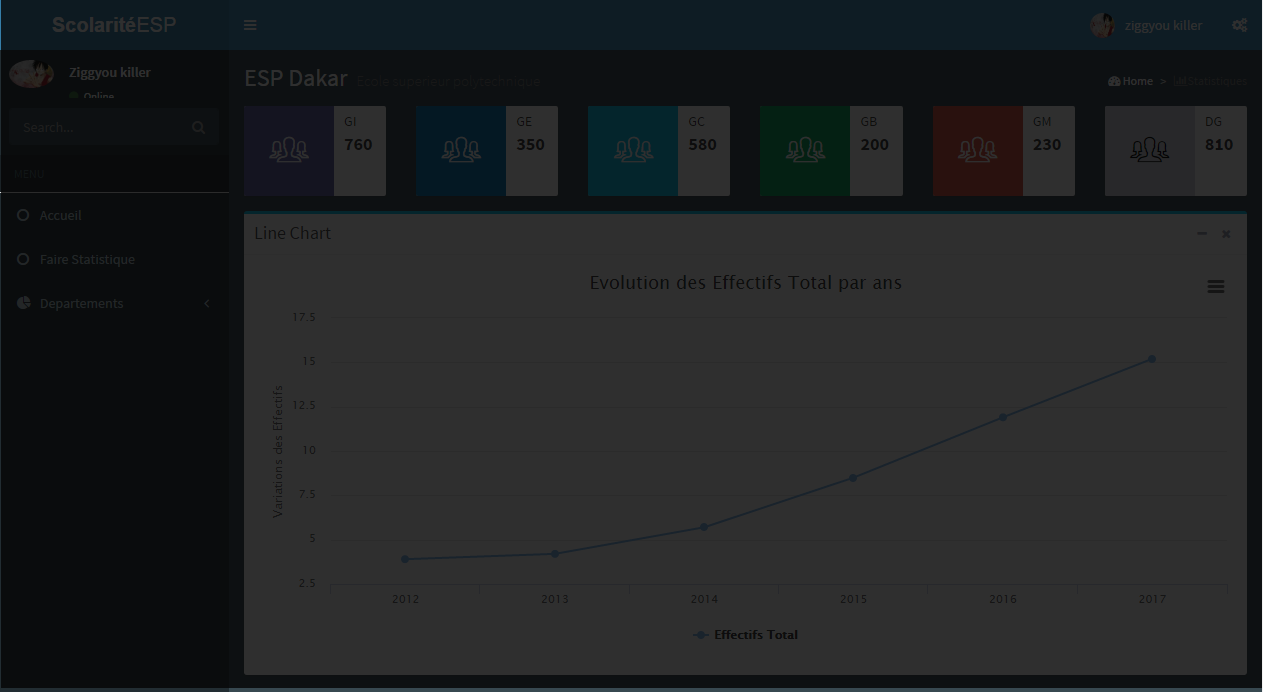 ScolaritéESP
ziggyou killer
Ziggyou killer
Online
Search...
MENU
Accueil
Faire Statistique
Departements
ESP Dakar Ecole superieur polytechnique
Home > Statistiques
GI
760
GE
350
GC
580
GB
200
GM
230
DG
810
Line Chart
Evolution des Effectifs Total par ans
Variations des Effectifs
17.5
15
12.5
10
7.5
5
2.5
2012 2013 2014 2015 2016 2017
Effectifs Total